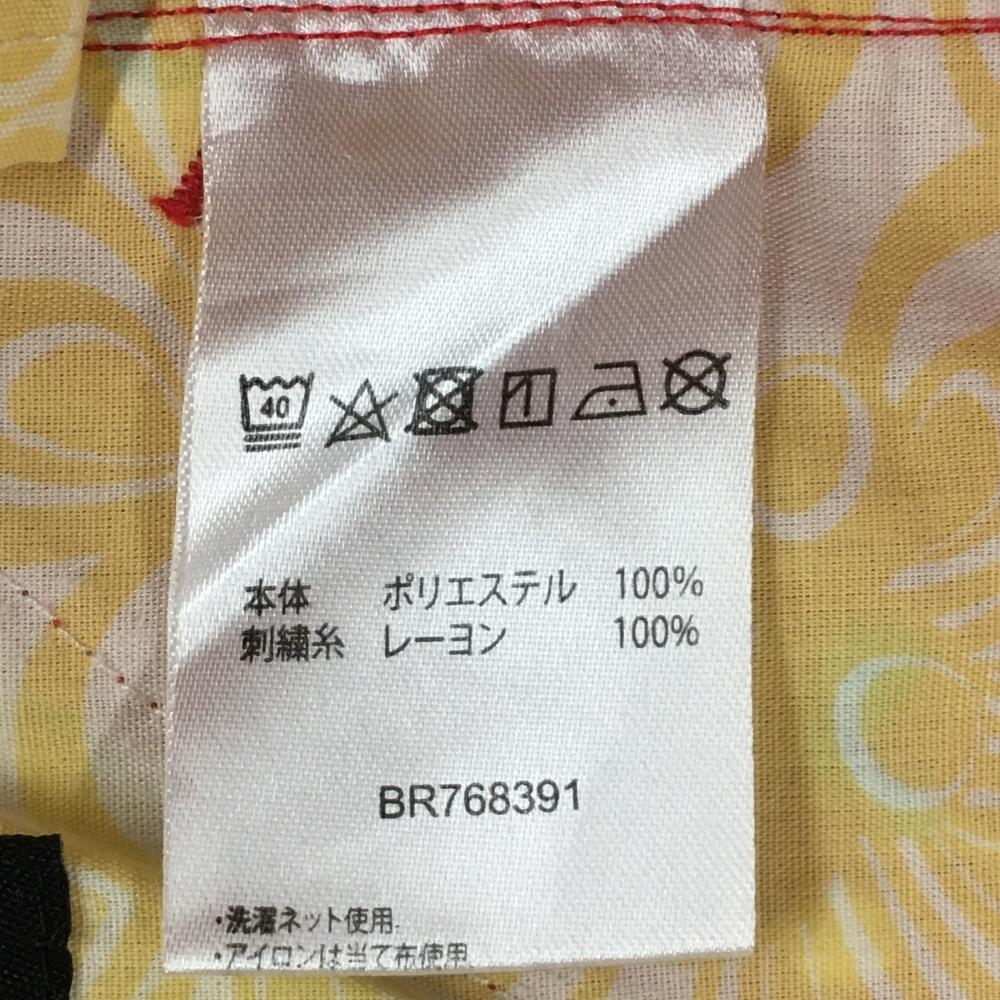 40
本体 ポリエステル 100%
刺繍糸 レーヨン 100%
BR768391
・洗濯ネット使用.
・アイロンは当て布使用